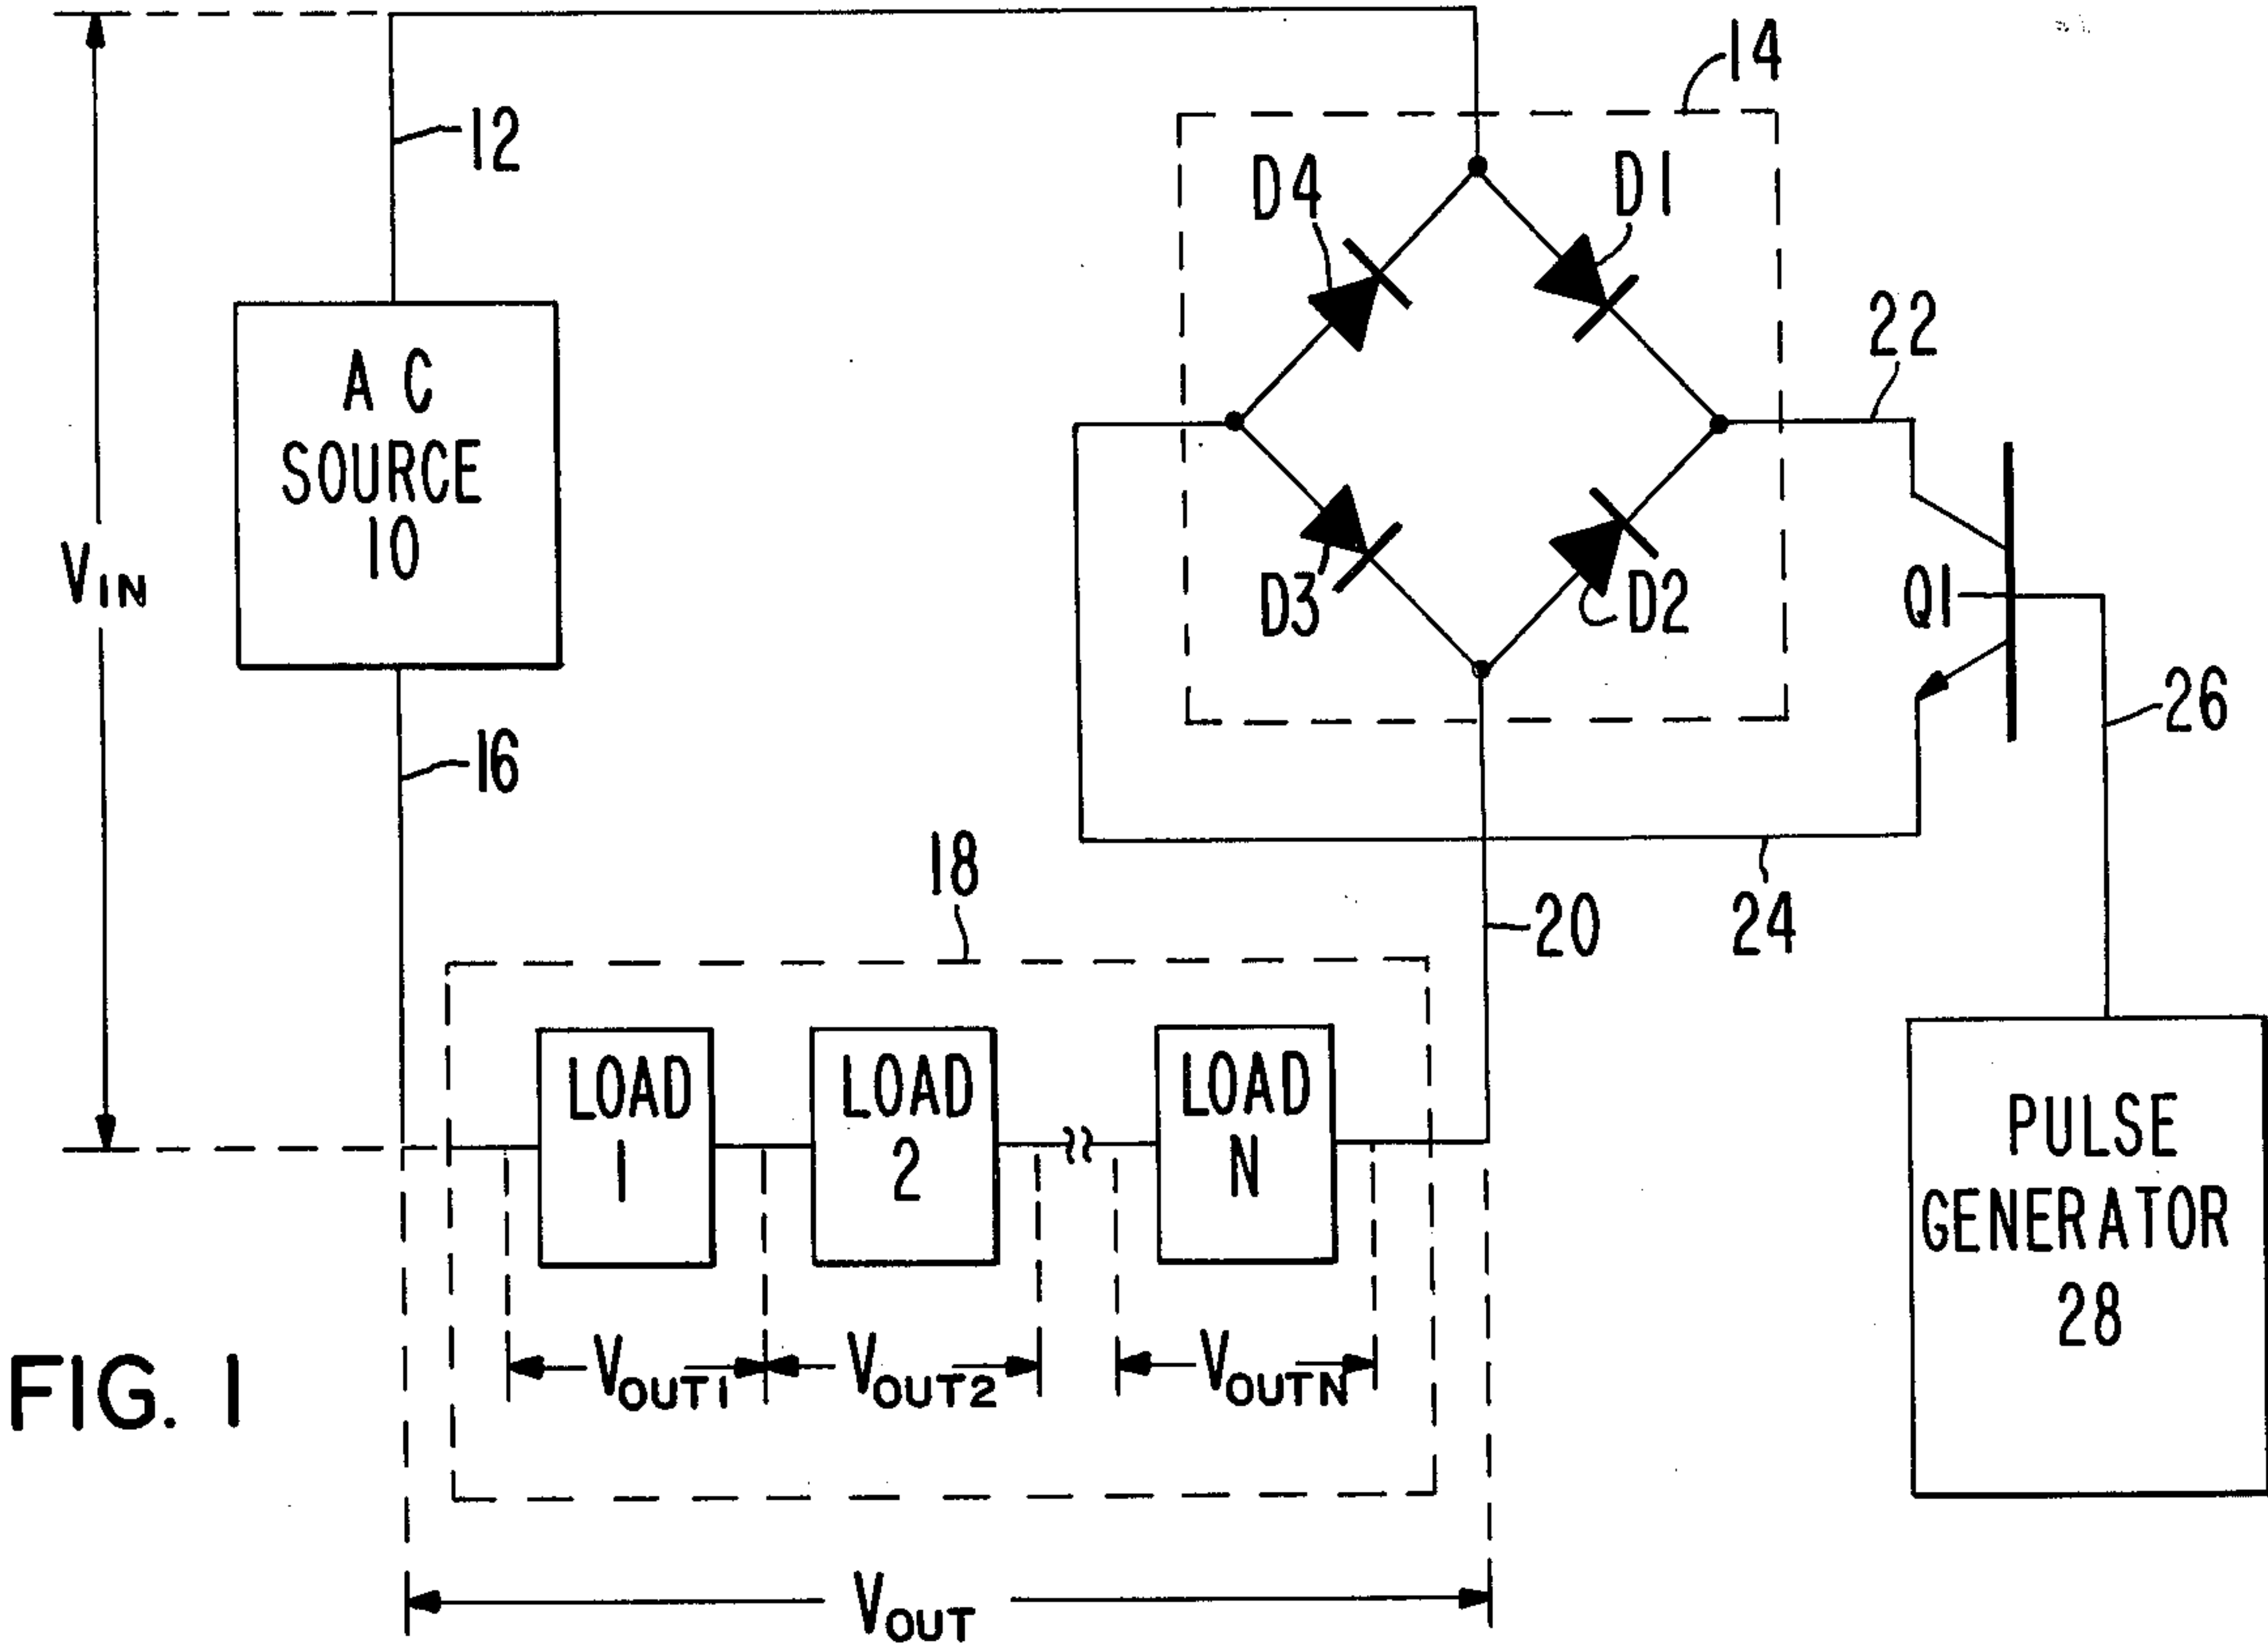 14
12
D4
D1
22
A C
SOURCE
10
VIN
Q1
D3
D2
26
16
18
20
24
LOAD
1
LOAD
2
LOAD
N
PULSE
GENERATOR
28
VOUT1
VOUT2
VOUTN
FIG. 1
VOUT